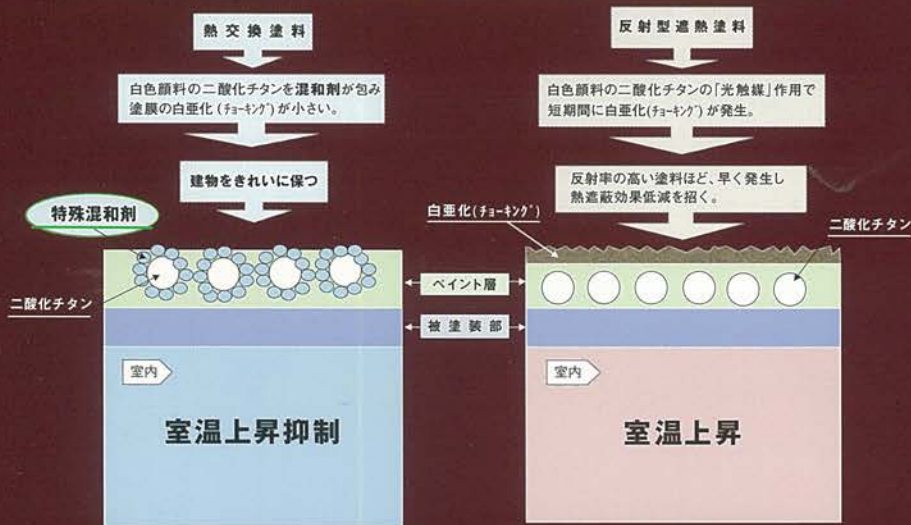 熱交換塗料
白色顔料の二酸化チタンを混和剤が包み
塗膜の白亜化(チョーキング)が小さい。
建物をきれいに保つ
特殊混和剤
二酸化チタン
室内
室温上昇抑制
ペイント層
被塗装部
反射型遮熱塗料
白色顔料の二酸化チタンの「光触媒」作用で
短期間に白亜化(チョーキング)が発生。
反射率の高い塗料ほど、早く発生し
熱遮蔽効果低減を招く。
白亜化(チョーキング)
二酸化チタン
室内
室温上昇